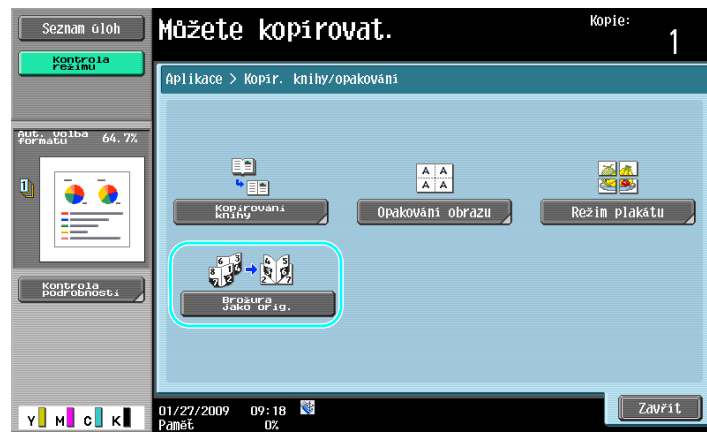 Seznam úloh
Můžete kopírovat.
Kopie:
1
Kontrola
režimu
Aplikace > Kopír. knihy/opakování
Aut. volba
formátu
64.7%
1
Kopírování
knihy
A A
A A
Opakování obrazu
Režim plakátu
Kontrola
podrobností
Brožura
jako orig.
Y M C K
01/27/2009 09:18
Paměť 0%
Zavřít